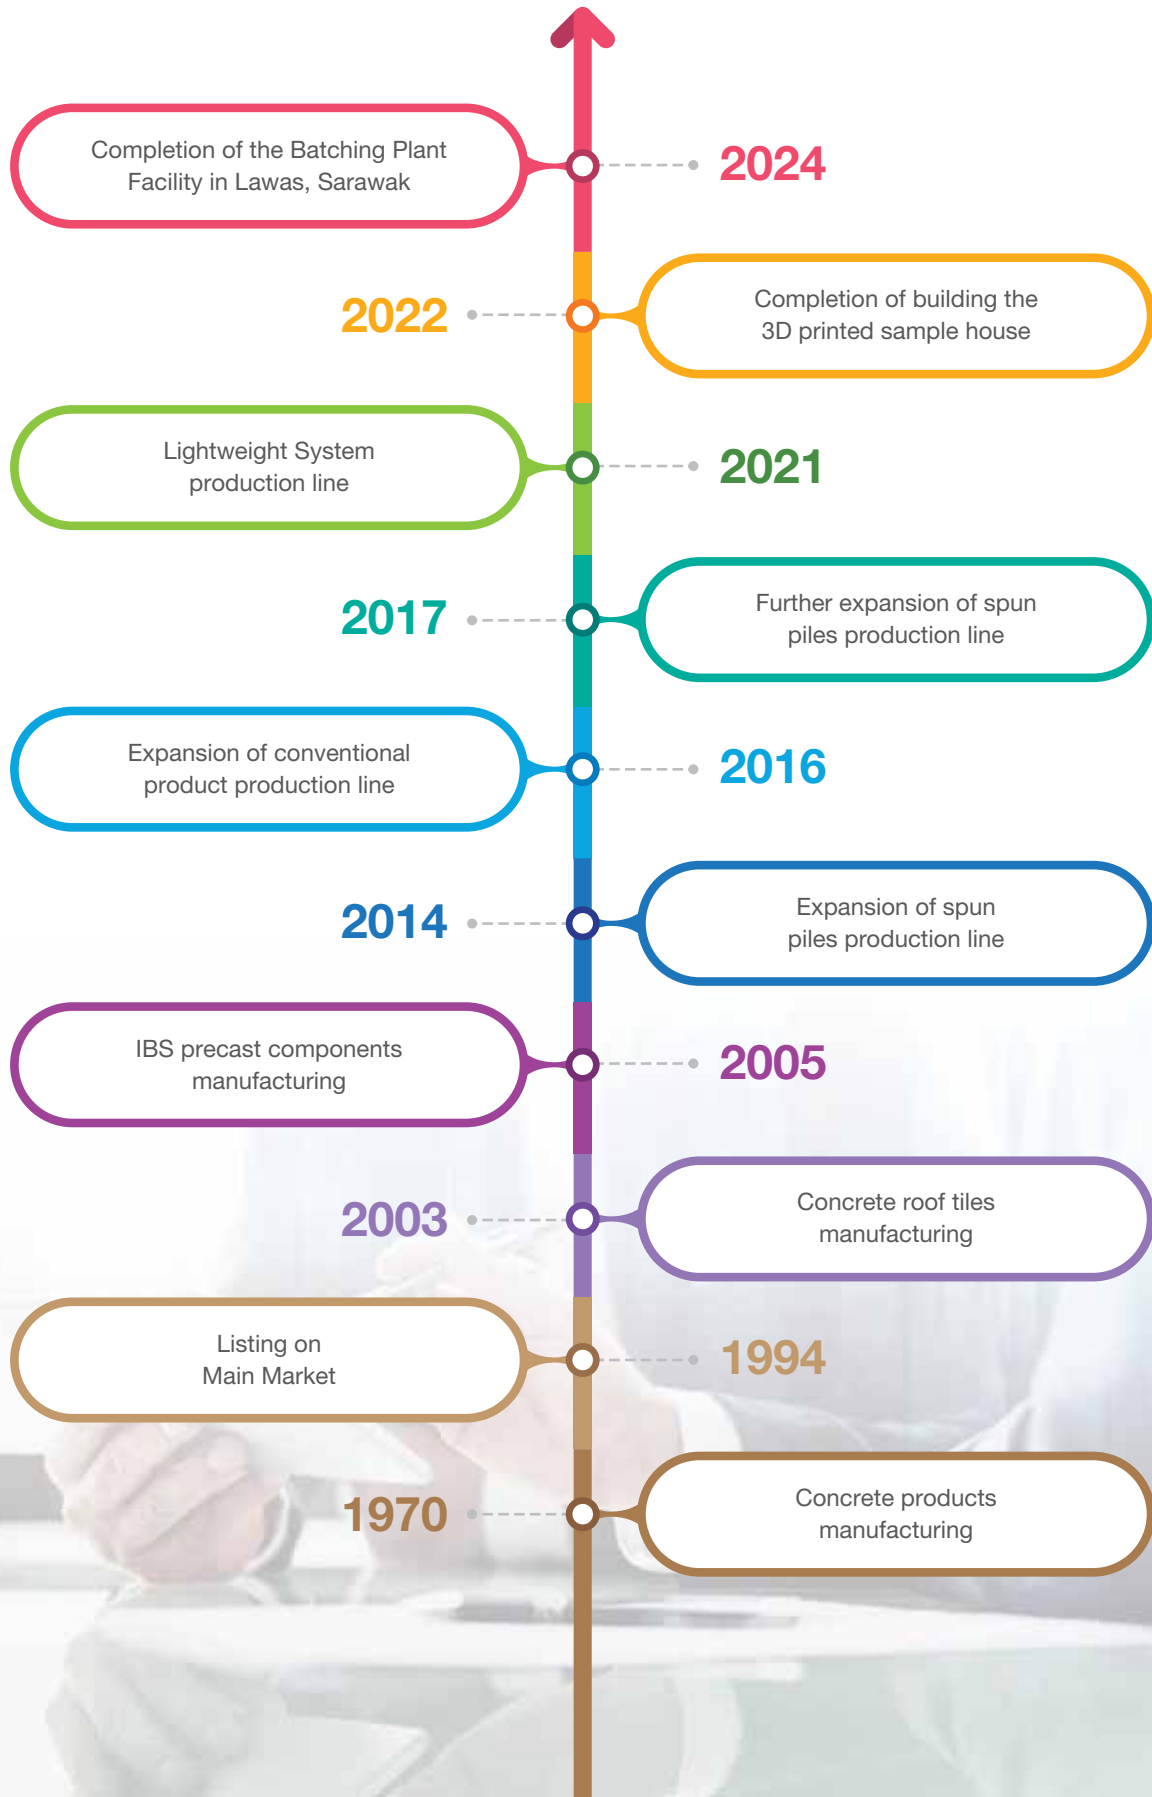 Completion of the Batching Plant
Facility in Lawas, Sarawak
2024
2022
Completion of building the
3D printed sample house
Lightweight System
production line
2021
2017
Further expansion of spun
piles production line
Expansion of conventional
product production line
2016
2014
Expansion of spun
piles production line
IBS precast components
manufacturing
2005
2003
Concrete roof tiles
manufacturing
Listing on
Main Market
1994
1970
Concrete products
manufacturing